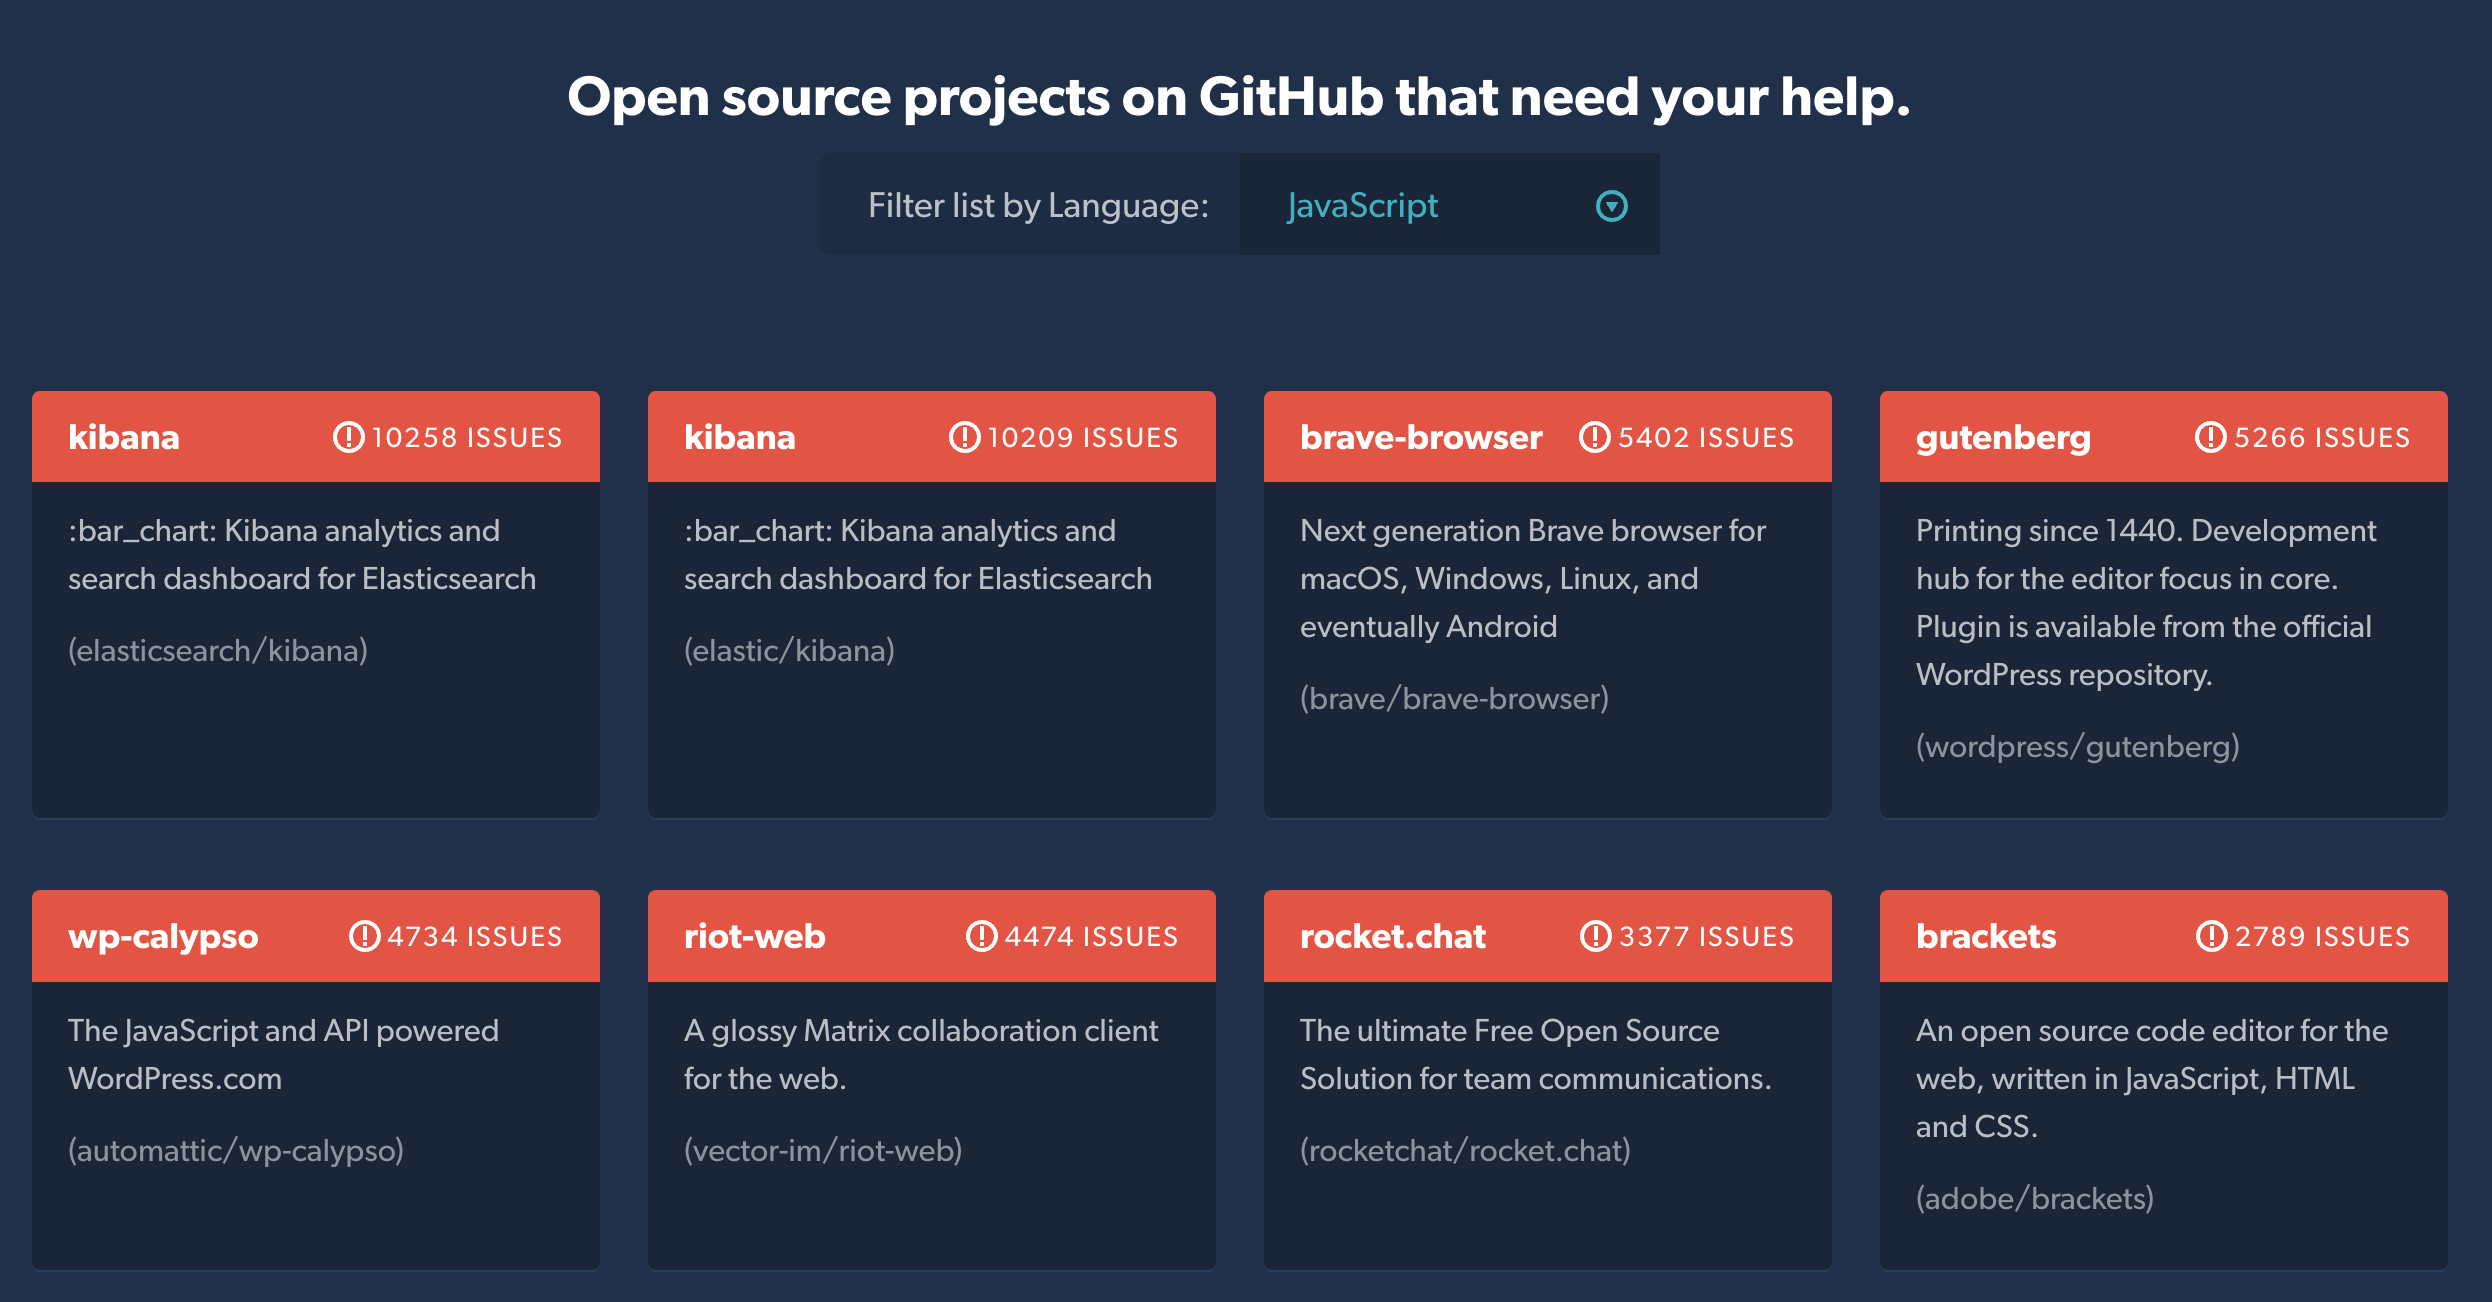 Open source projects on GitHub that need your help.
Filter list by Language: JavaScript
kibana 10258 ISSUES
:bar_chart: Kibana analytics and
search dashboard for Elasticsearch
(elasticsearch/kibana)
kibana 10209 ISSUES
:bar_chart: Kibana analytics and
search dashboard for Elasticsearch
(elastic/kibana)
brave-browser 5402 ISSUES
Next generation Brave browser for
macOS, Windows, Linux, and
eventually Android
(brave/brave-browser)
gutenberg 5266 ISSUES
Printing since 1440. Development
hub for the editor focus in core.
Plugin is available from the official
WordPress repository.
(wordpress/gutenberg)
wp-calypso 4734 ISSUES
The JavaScript and API powered
WordPress.com
(automattic/wp-calypso)
riot-web 4474 ISSUES
A glossy Matrix collaboration client
for the web.
(vector-im/riot-web)
rocket.chat 3377 ISSUES
The ultimate Free Open Source
Solution for team communications.
(rocketchat/rocket.chat)
brackets 2789 ISSUES
An open source code editor for the
web, written in JavaScript, HTML
and CSS.
(adobe/brackets)